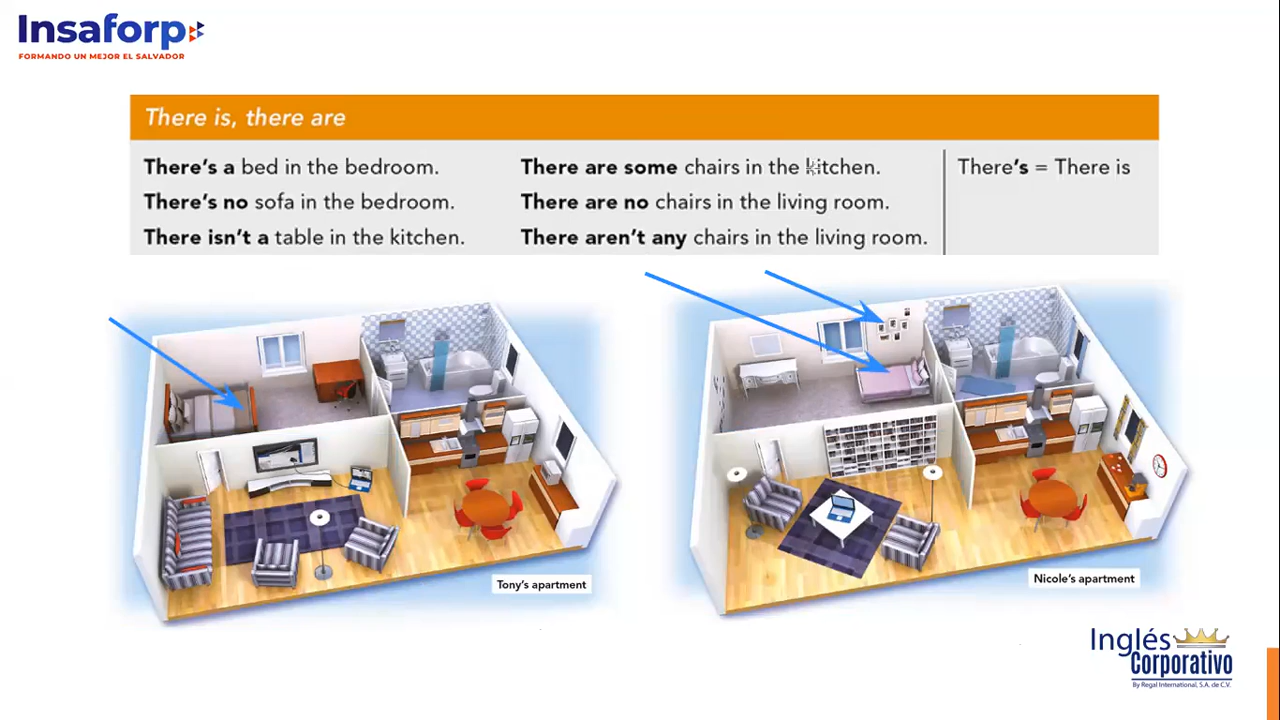 Insaforp
FORMANDO UN MEJOR EL SALVADOR
There is, there are
There's a bed in the bedroom.
There's no sofa in the bedroom.
There isn't a table in the kitchen.
There are some chairs in the kitchen.
There are no chairs in the living room.
There aren't any chairs in the living room.
There's = There is
Tony's apartment
Nicole's apartment
Inglés
Corporativo
By Regal International, S.A. de C.V.